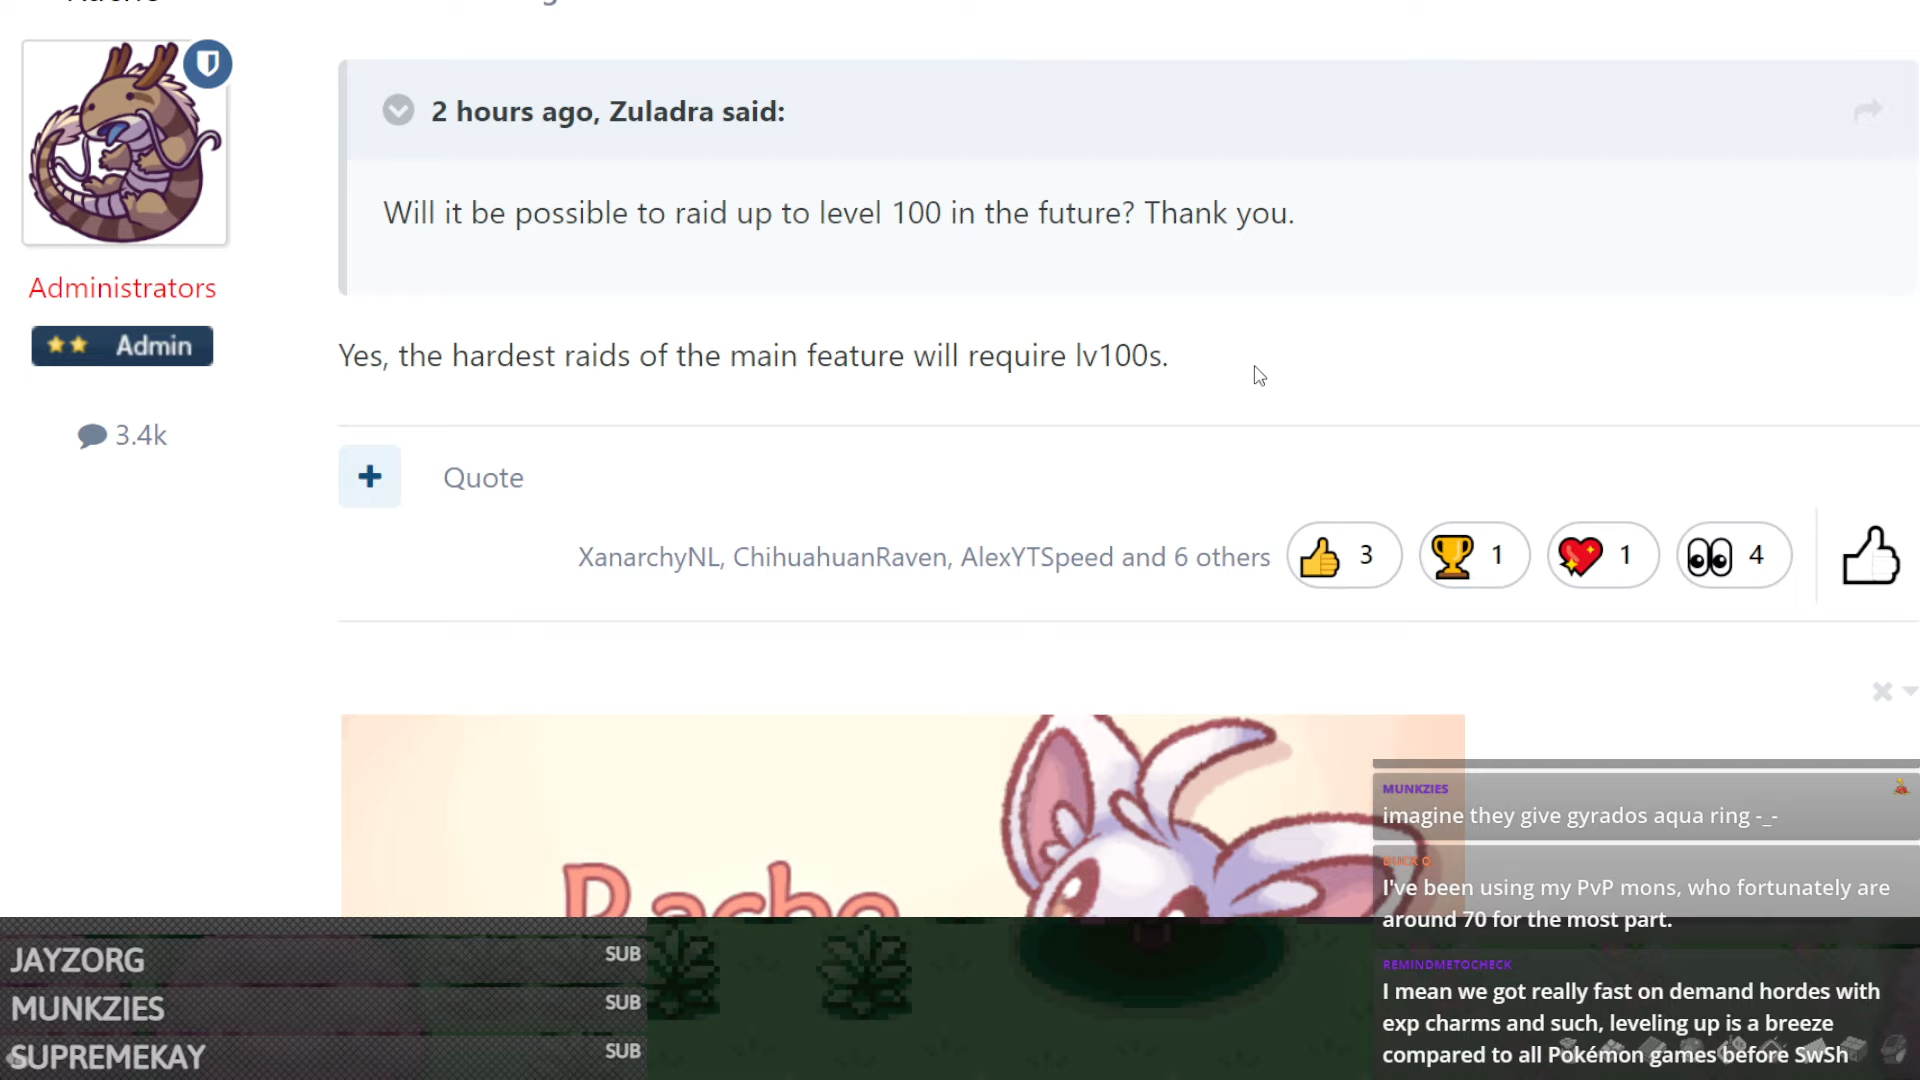 2 hours ago, Zuladra said:
Will it be possible to raid up to level 100 in the future? Thank you.
Administrators
Admin
Yes, the hardest raids of the main feature will require lv100s.
3.4k
Quote
XanarchyNL, ChihuahuanRaven, AlexYTSpeed and 6 others
3
1
1
4
Rache
MUNKZIES
imagine they give gyrados aqua ring -_-
I've been using my PvP mons, who fortunately are
around 70 for the most part.
REMINDMETOCHECK
I mean we got really fast on demand hordes with
exp charms and such, leveling up is a breeze
compared to all Pokémon games before SwSh
JAYZORG SUB
MUNKZIES SUB
SUPREMEKAY SUB